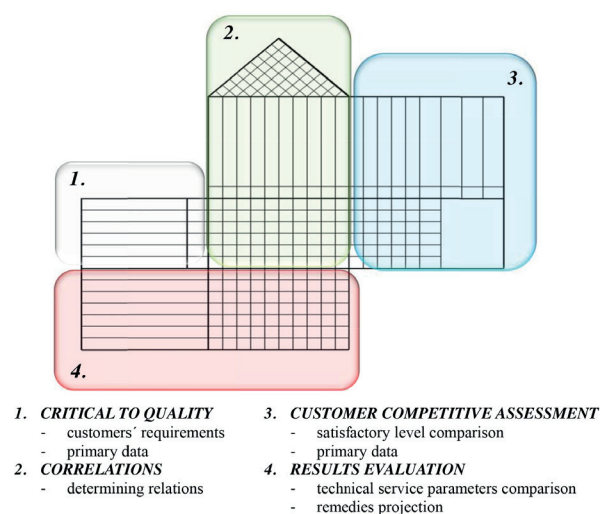 2.
3.
1.
4.
1. CRITICAL TO QUALITY
- customers´ requirements
- primary data
2. CORRELATIONS
- determining relations
3. CUSTOMER COMPETITIVE ASSESSMENT
- satisfactory level comparison
- primary data
4. RESULTS EVALUATION
- technical service parameters comparison
- remedies projection